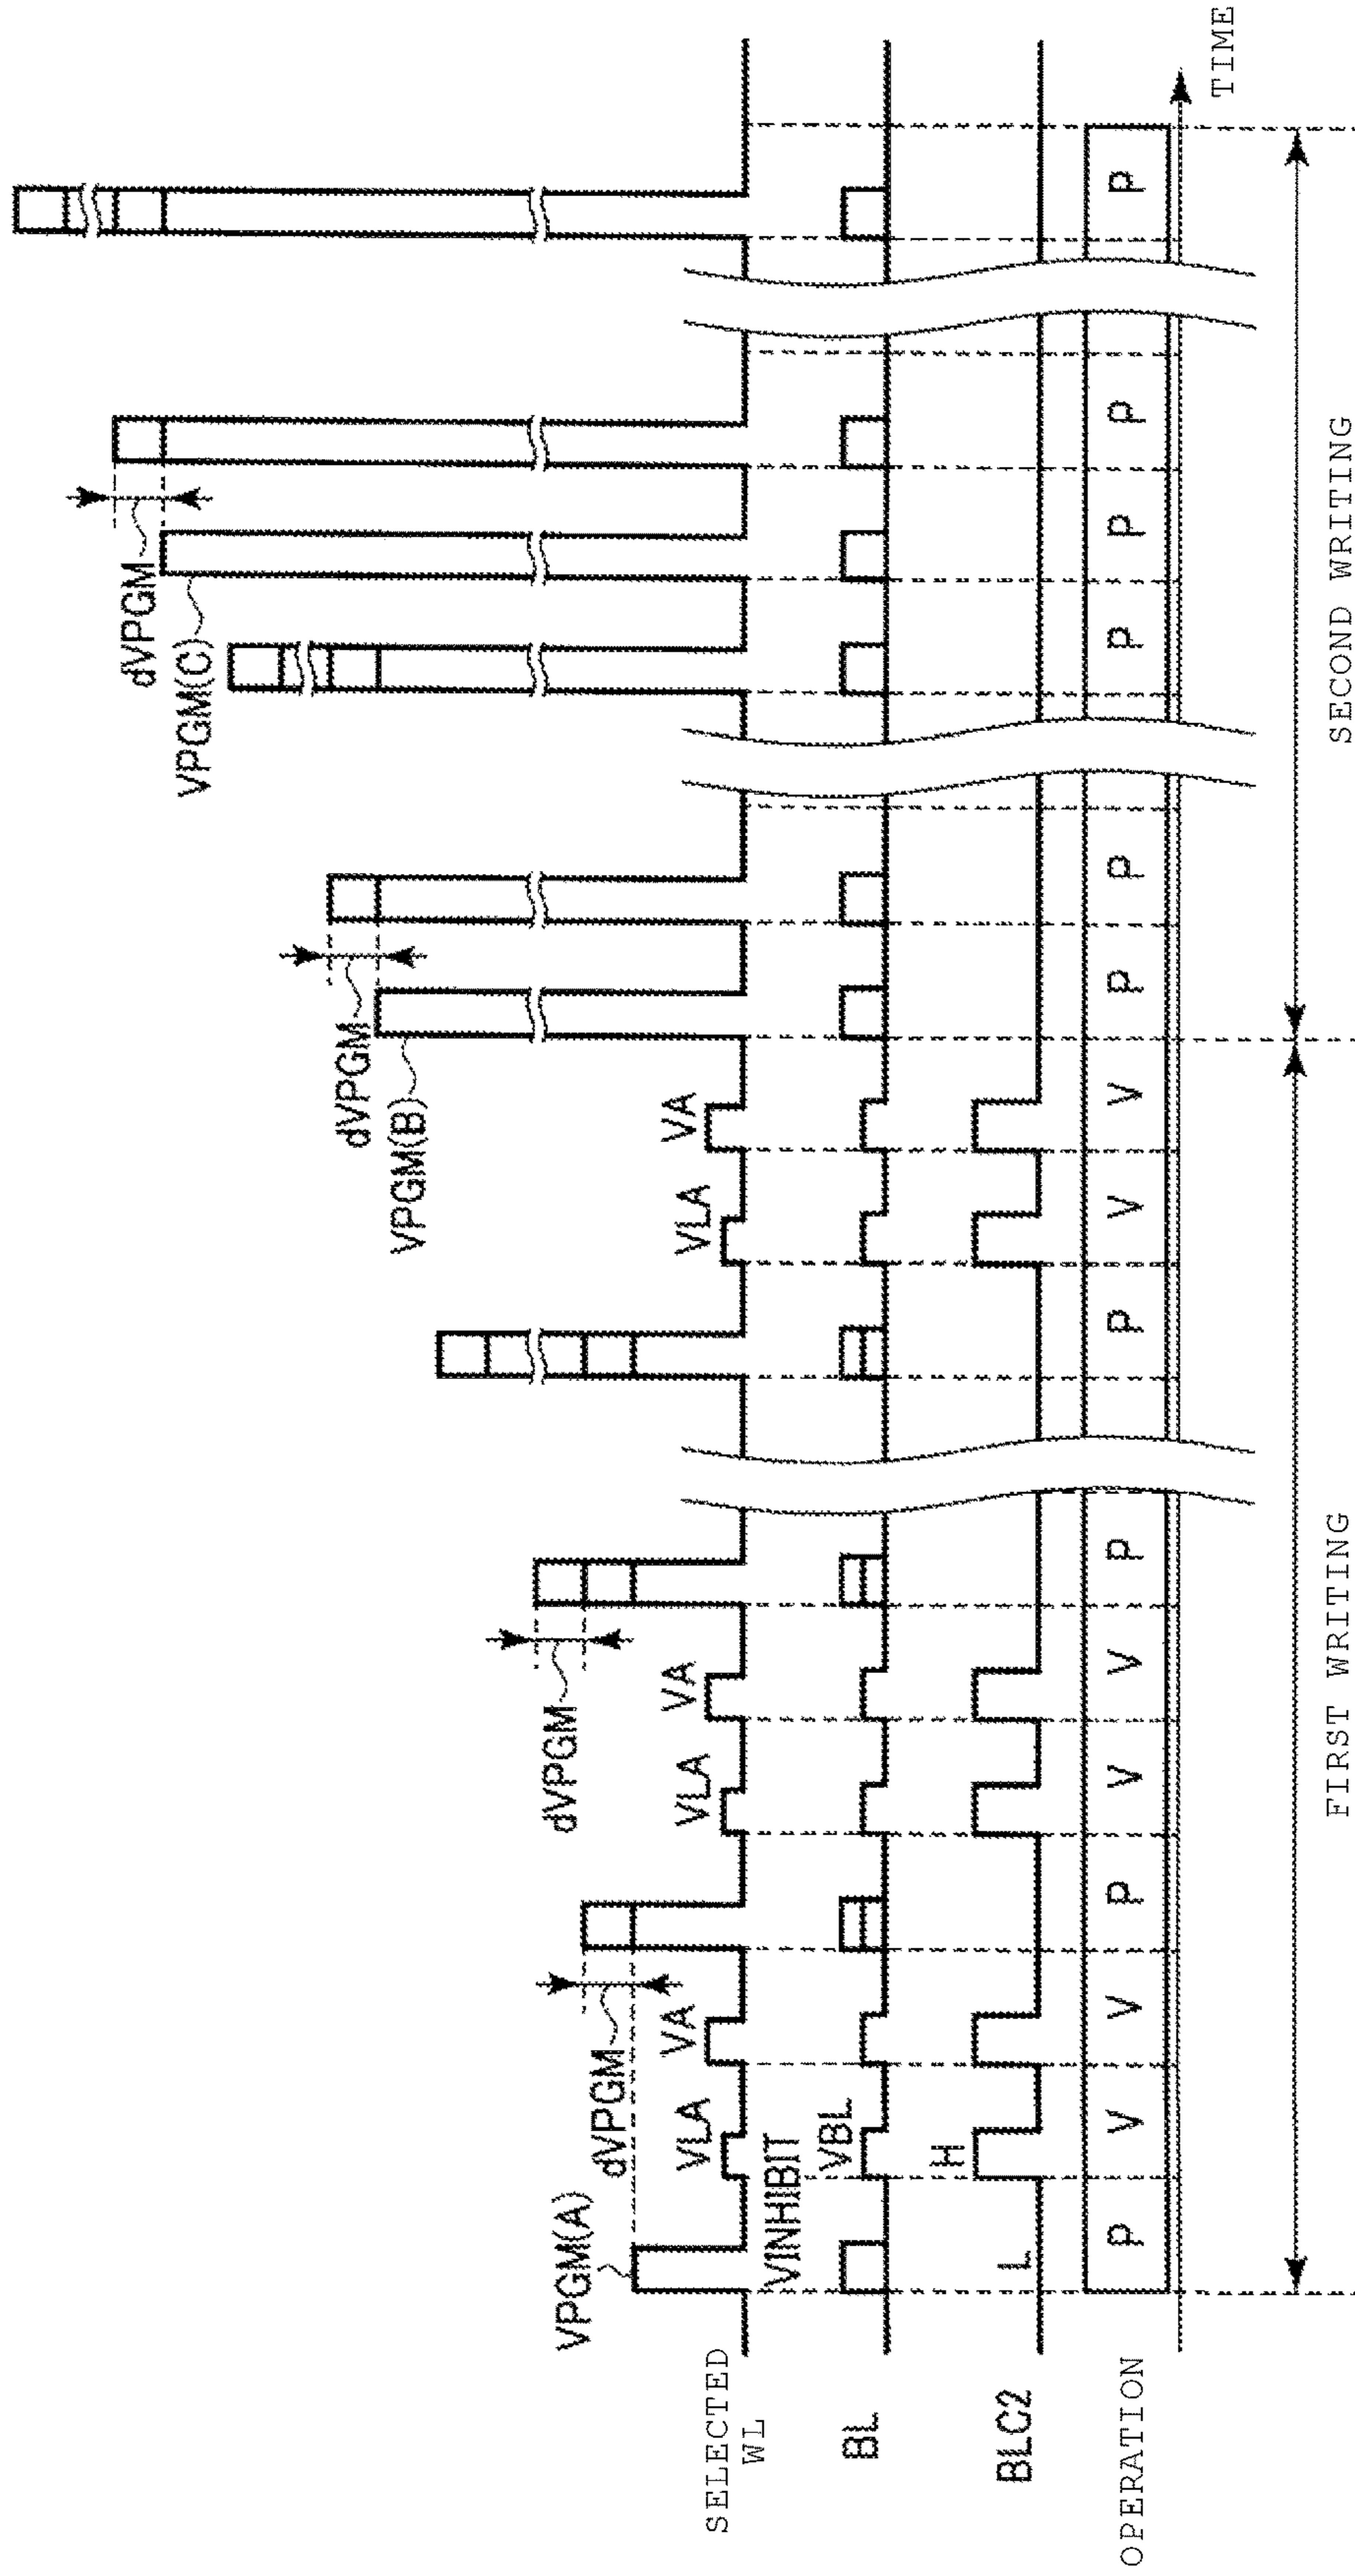 dVPGM
VPGM(C)
dVPGM
VPGM(B)
VPGM(A)
dVPGM
dVPGM
VLA VA VLA VA VLA VA
SELECTED
WL
VINHIBIT
VBL
BL
H
L
BLC2
OPERATION P V V P V V P P V V P P P P P P
TIME
FIRST WRITING SECOND WRITING